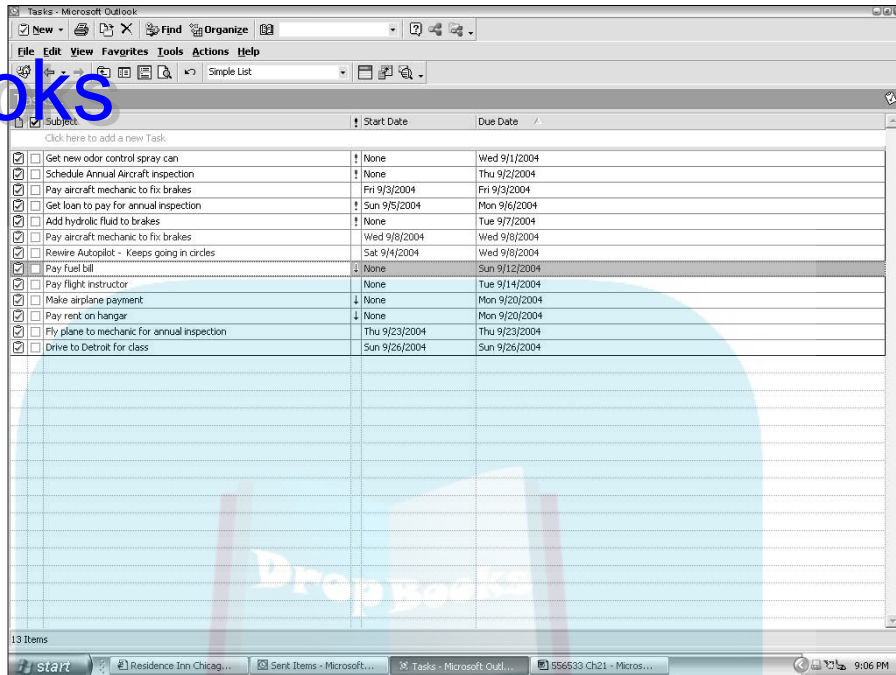 Tasks - Microsoft Outlook
New Find Organize
File Edit View Favorites Tools Actions Help
Simple List
oks
Subject ! Start Date Due Date
Click here to add a new Task
Get new odor control spray can ! None Wed 9/1/2004
Schedule Annual Aircraft inspection ! None Thu 9/2/2004
Pay aircraft mechanic to fix brakes Fri 9/3/2004 Fri 9/3/2004
Get loan to pay for annual inspection ! Sun 9/5/2004 Mon 9/6/2004
Add hydrolic fluid to brakes ! None Tue 9/7/2004
Pay aircraft mechanic to fix brakes Wed 9/8/2004 Wed 9/8/2004
Rewire Autopilot - Keeps going in circles Sat 9/4/2004 Wed 9/8/2004
Pay fuel bill ↓ None Sun 9/12/2004
Pay flight instructor None Tue 9/14/2004
Make airplane payment ↓ None Mon 9/20/2004
Pay rent on hangar ↓ None Mon 9/20/2004
Fly plane to mechanic for annual inspection Thu 9/23/2004 Thu 9/23/2004
Drive to Detroit for class Sun 9/26/2004 Sun 9/26/2004
DropBooks
13 Items
start Residence Inn Chicag... Sent Items - Microsoft... Tasks - Microsoft Outl... 556533 Ch21 - Micros... 9:06 PM